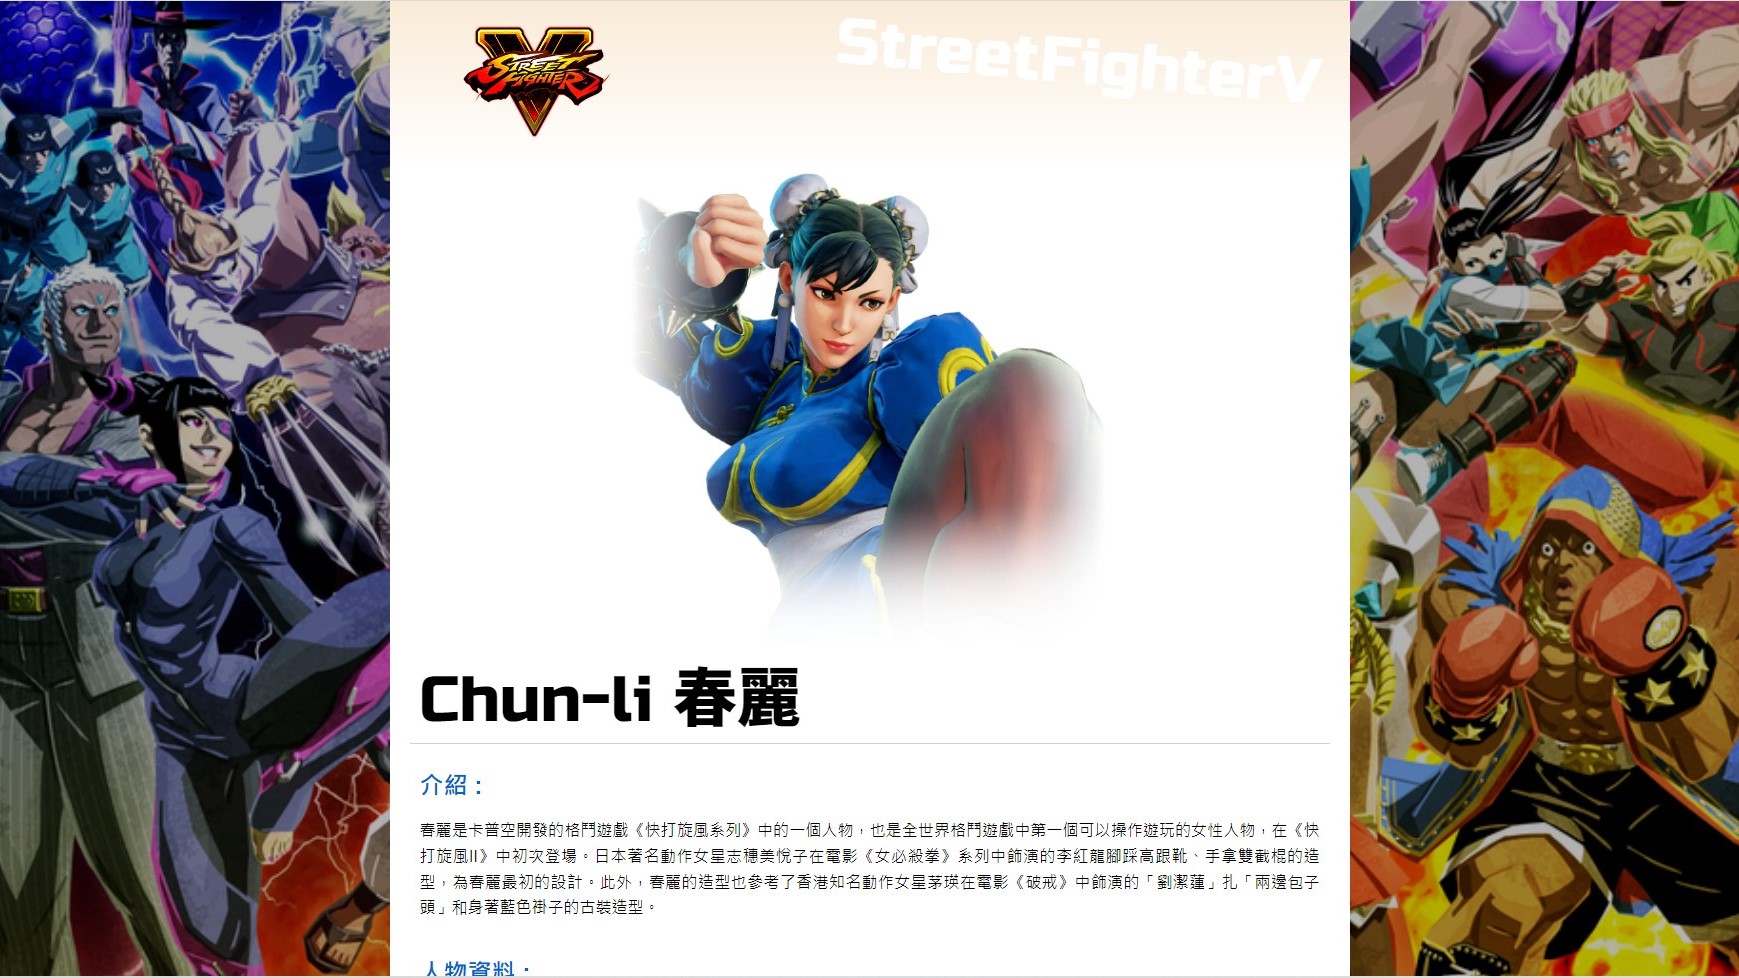 STREET
FIGHTER
V
StreetFighterV
Chun-li 春麗
介紹：
春麗是卡普空開發的格鬥遊戲《快打旋風系列》中的一個人物，也是全世界格鬥遊戲中第一個可以操作遊玩的女性人物，在《快
打旋風II》中初次登場。日本著名動作女星志穗美悅子在電影《女必殺拳》系列中飾演的李紅龍腳踩高跟靴、手拿雙截棍的造
型，為春麗最初的設計。此外，春麗的造型也參考了香港知名動作女星茅瑛在電影《破戒》中飾演的「劉潔蓮」扎「兩邊包子
頭」和身著藍色褂子的古裝造型。
人物資料：